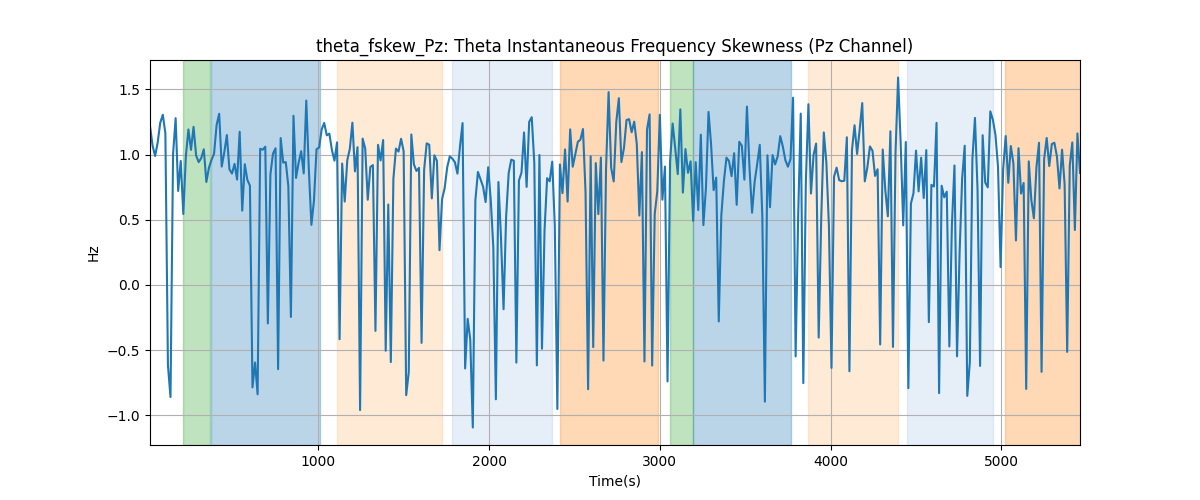 theta_fskew_Pz: Theta Instantaneous Frequency Skewness (Pz Channel)
1.5
1.0
0.5
0.0
−0.5
−1.0
Hz
1000 2000 3000 4000 5000
Time(s)